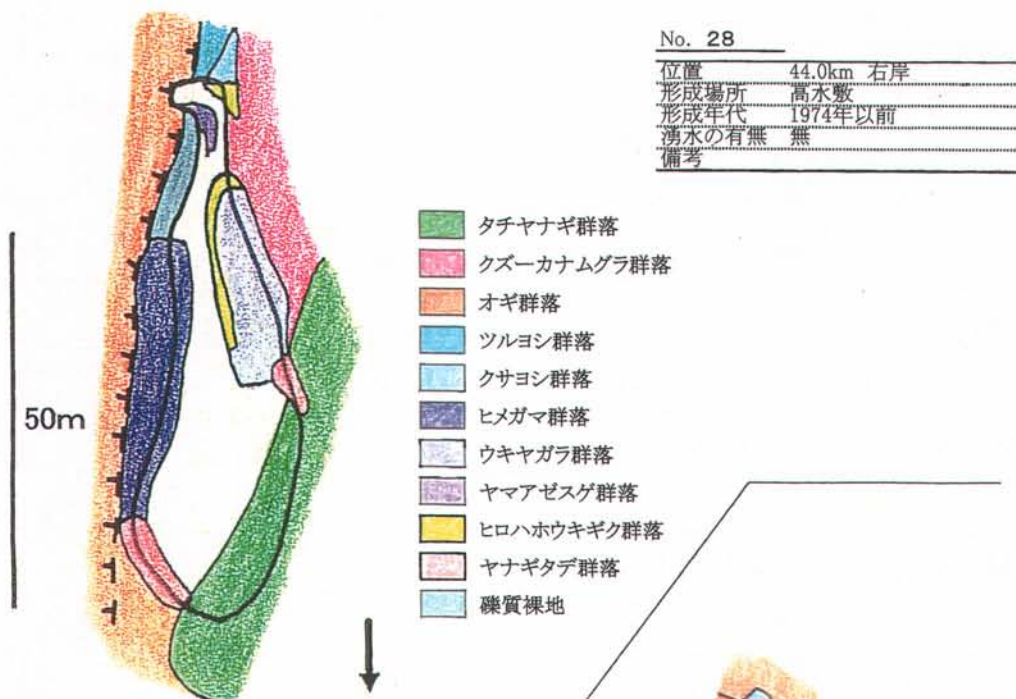 No. 28
位置 44.0km 右岸
形成場所 高水敷
形成年代 1974年以前
湧水の有無 無
備考
タチヤナギ群落
クズーカナムグラ群落
オギ群落
ツルヨシ群落
クサヨシ群落
ヒメガマ群落
ウキヤガラ群落
ヤマアゼスゲ群落
ヒロハホウキギク群落
ヤナギタデ群落
礫質裸地
50m